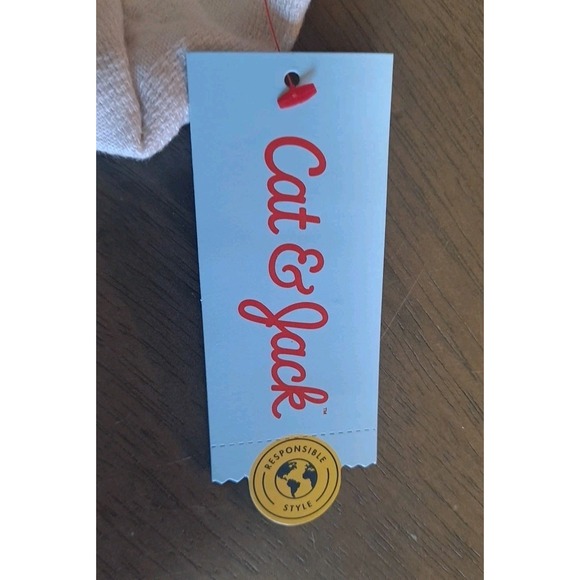 Cat & Jack™
RESPONSIBLE
STYLE